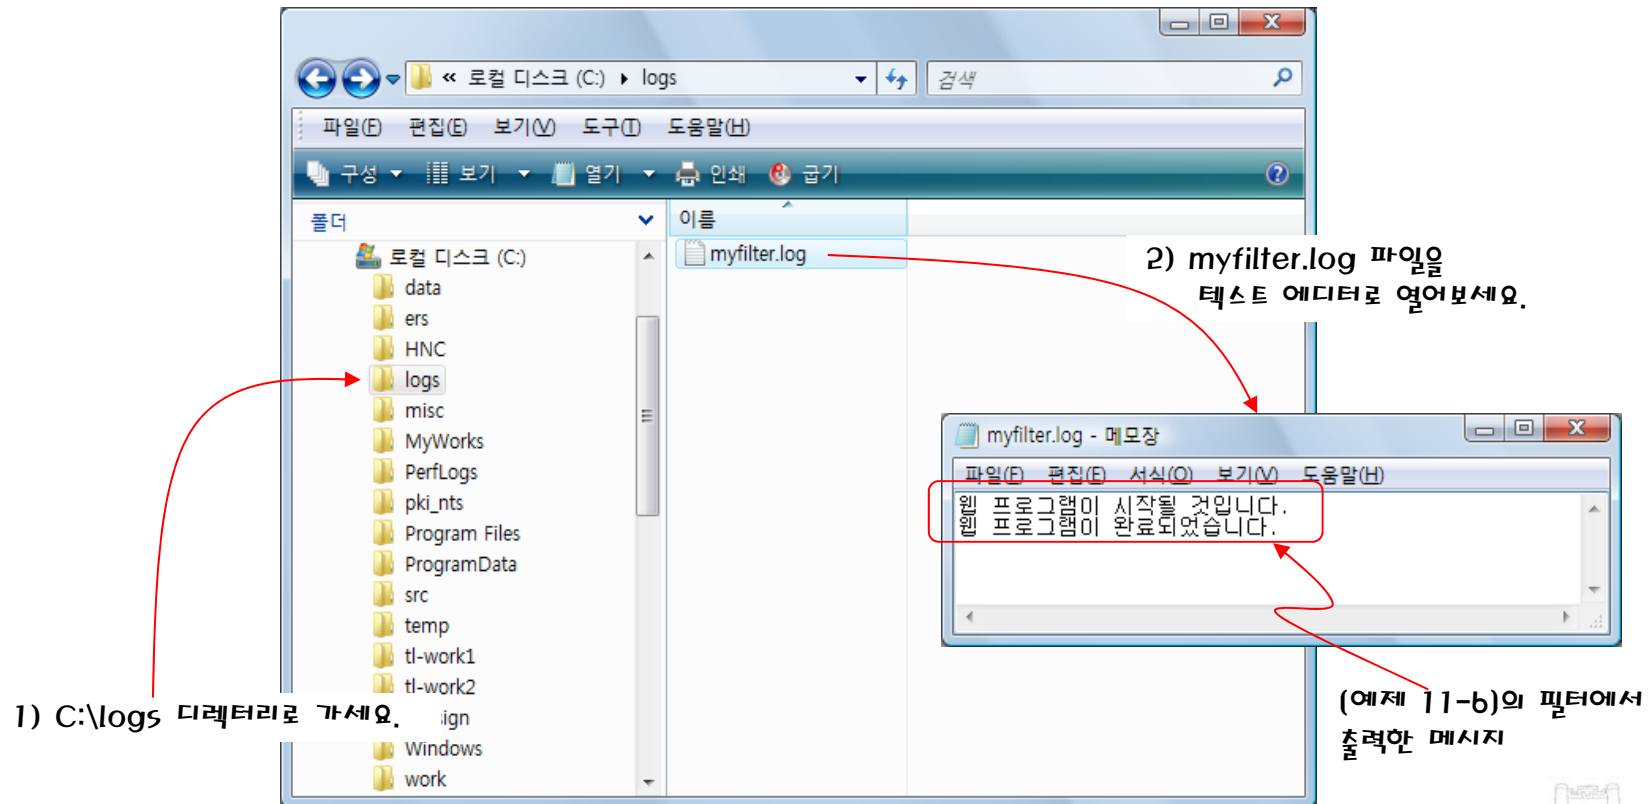 « 로컬 디스크 (C:) ▸ logs
검색
파일(F) 편집(E) 보기(V) 도구(T) 도움말(H)
구성 보기 열기 인쇄 굽기
폴더
이름
로컬 디스크 (C:)
data
ers
HNC
logs
misc
MyWorks
PerfLogs
pki_nts
Program Files
ProgramData
src
temp
tl-work1
tl-work2
sign
Windows
work
myfilter.log
1) C:\logs 디렉터리로 가세요.
2) myfilter.log 파일을
텍스트 에디터로 열어보세요.
myfilter.log - 메모장
파일(F) 편집(E) 서식(O) 보기(V) 도움말(H)
웹 프로그램이 시작될 것입니다.
웹 프로그램이 완료되었습니다.
(예제 11-6)의 필터에서
출력한 메시지